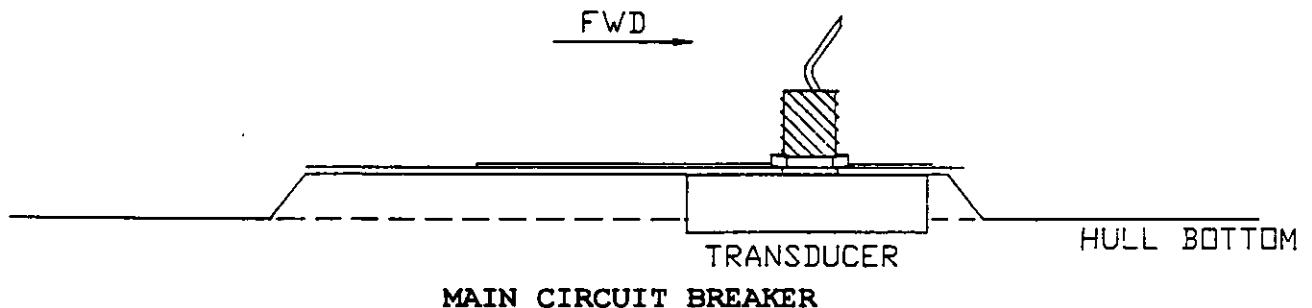 FWD
TRANSDUCER
HULL BOTTOM
MAIN CIRCUIT BREAKER